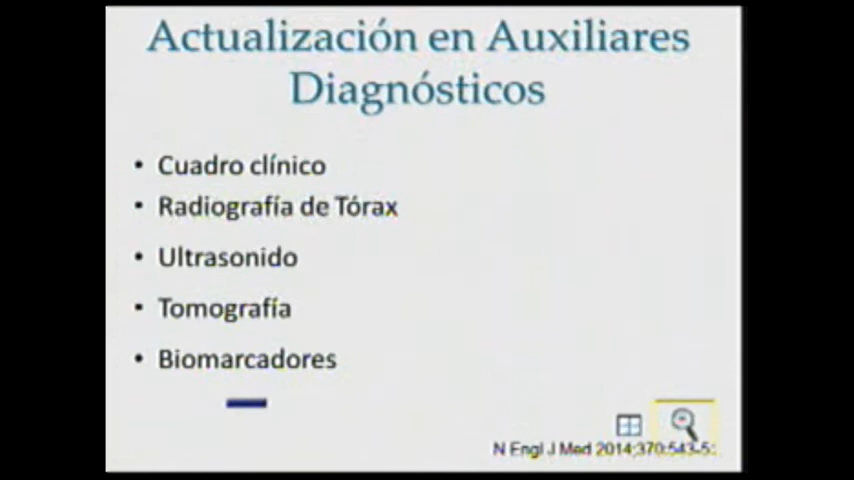 Actualización en Auxiliares
Diagnósticos
• Cuadro clínico
• Radiografía de Tórax
• Ultrasonido
• Tomografía
• Biomarcadores
N Engl J Med 2014;370:543-5